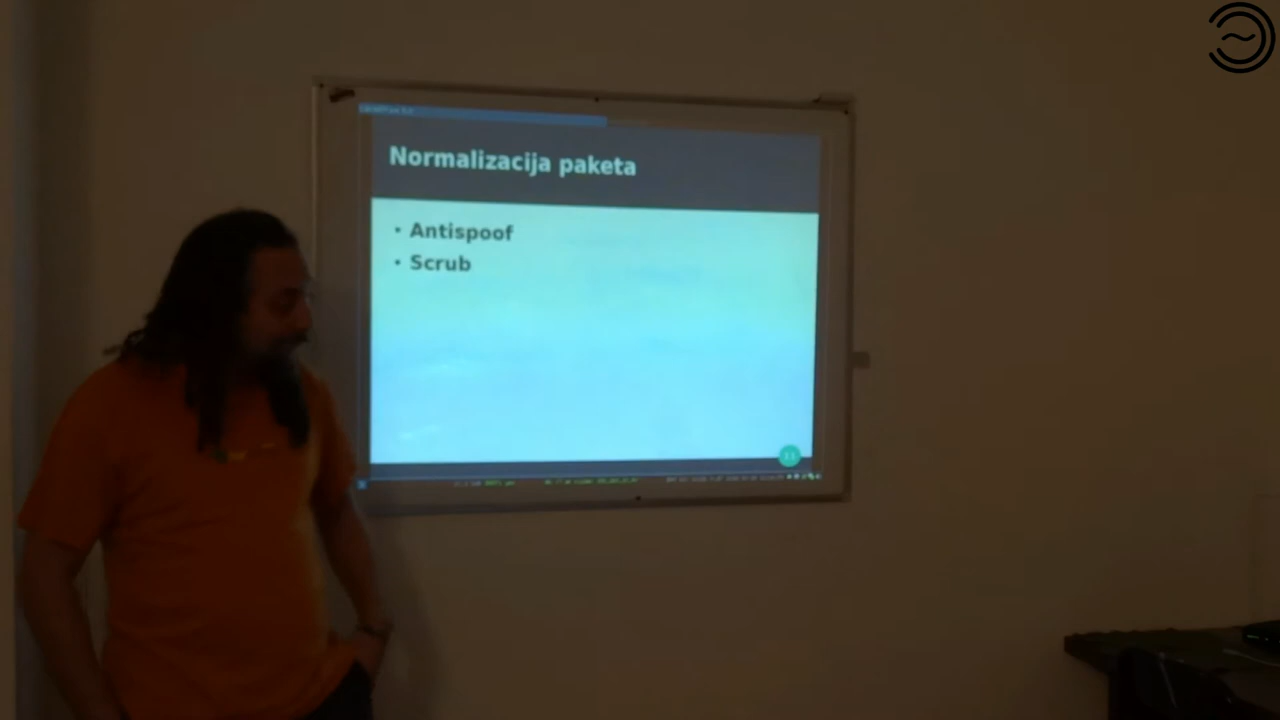 Normalizacija paketa
• Antispoof
• Scrub